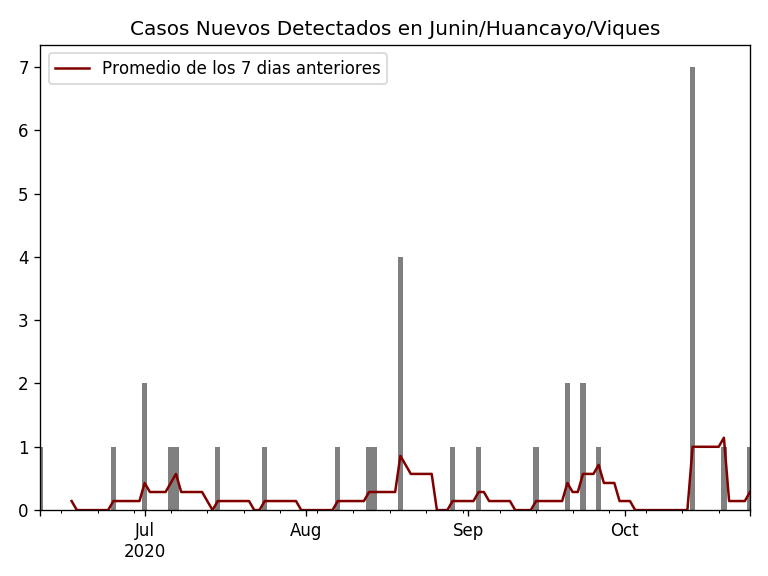 Casos Nuevos Detectados en Junin/Huancayo/Viques
Promedio de los 7 dias anteriores
7
6
5
4
3
2
1
0
Jul
2020
Aug
Sep
Oct